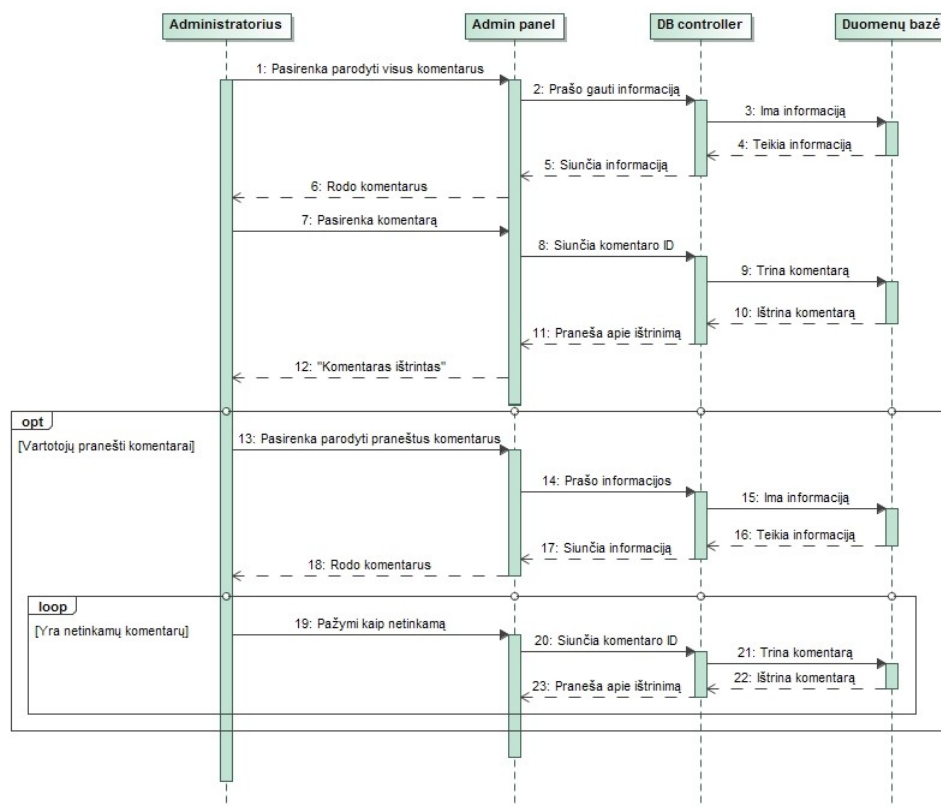 Administratorius
Admin panel
DB controller
Duomenų bazė
1: Pasirenka parodyti visus komentarus
2: Prašo gauti informaciją
3: Ima informaciją
4: Teikia informaciją
5: Siunčia informaciją
6: Rodo komentarus
7: Pasirenka komentarą
8: Siunčia komentaro ID
9: Trina komentarą
10: Ištrina komentarą
11: Praneša apie ištrinimą
12: "Komentaras ištrintas"
opt
[Vartotojų pranešti komentarai]
13: Pasirenka parodyti praneštus komentarus
14: Prašo informacijos
15: Ima informaciją
16: Teikia informaciją
17: Siunčia informaciją
18: Rodo komentarus
loop
[Yra netinkamų komentarų]
19: Pažymi kaip netinkamą
20: Siunčia komentaro ID
21: Trina komentarą
22: Ištrina komentarą
23: Praneša apie ištrinimą